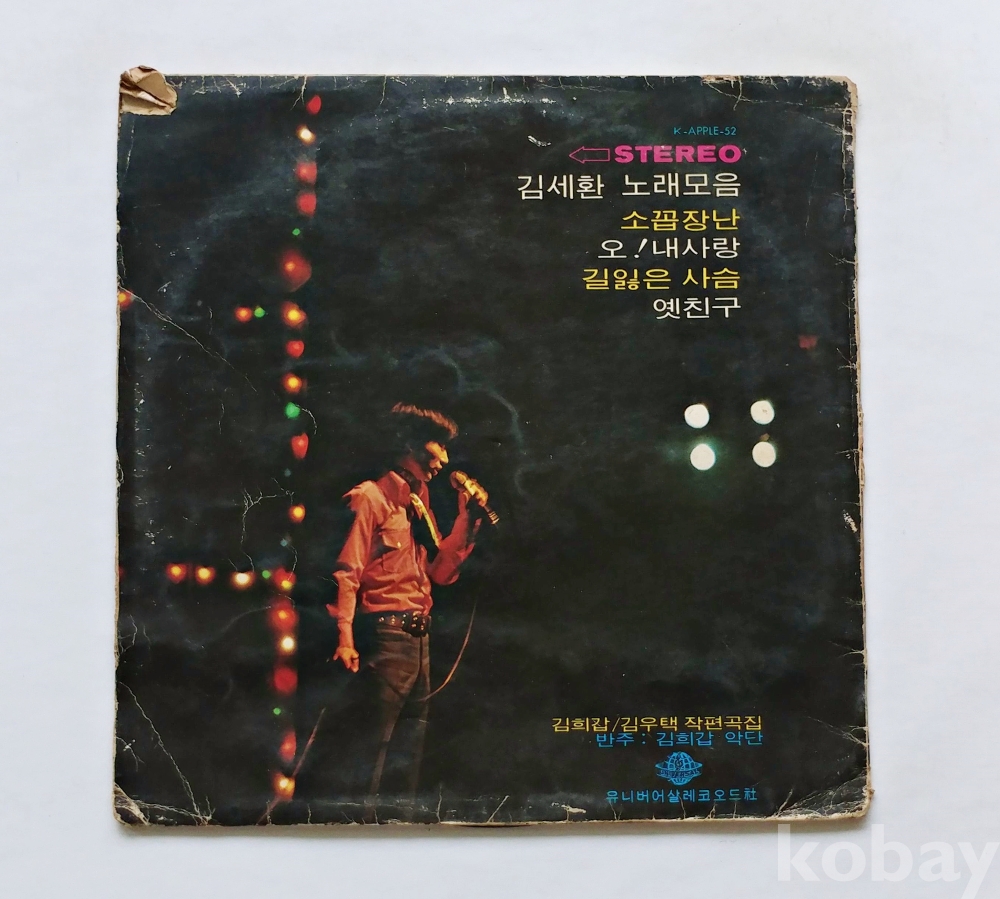 K-APPLE-52
STEREO
김세환 노래모음
소꼽장난
오!내사랑
길잃은 사슴
옛친구
김희갑/김우택 작편곡집
반주 : 김희갑 악단
유니버어살레코오드社
kobay